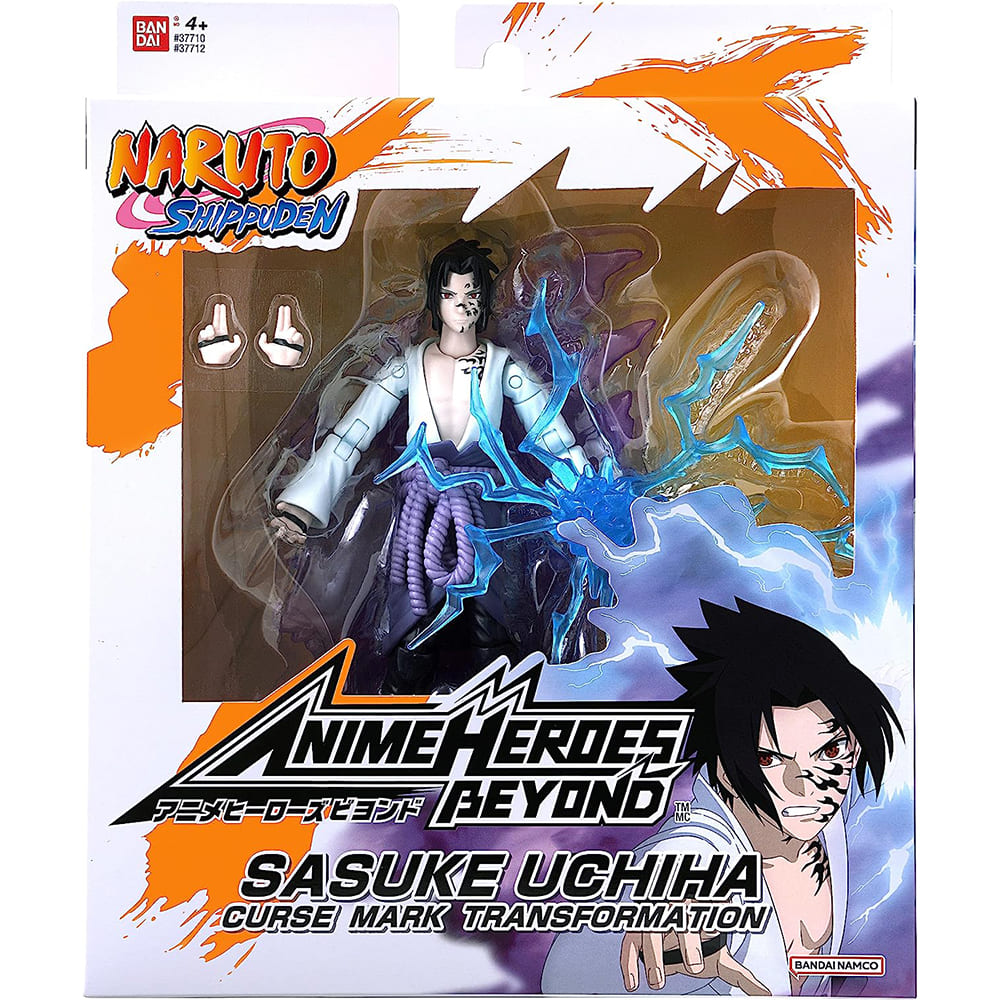 BAN
DAI
4+
#37710
#37712
NARUTO
SHIPPUDEN
ANIME HEROES
BEYOND
TM
MC
アニメヒーローズ ビヨンド
SASUKE UCHIHA
CURSE MARK TRANSFORMATION
BANDAI NAMCO